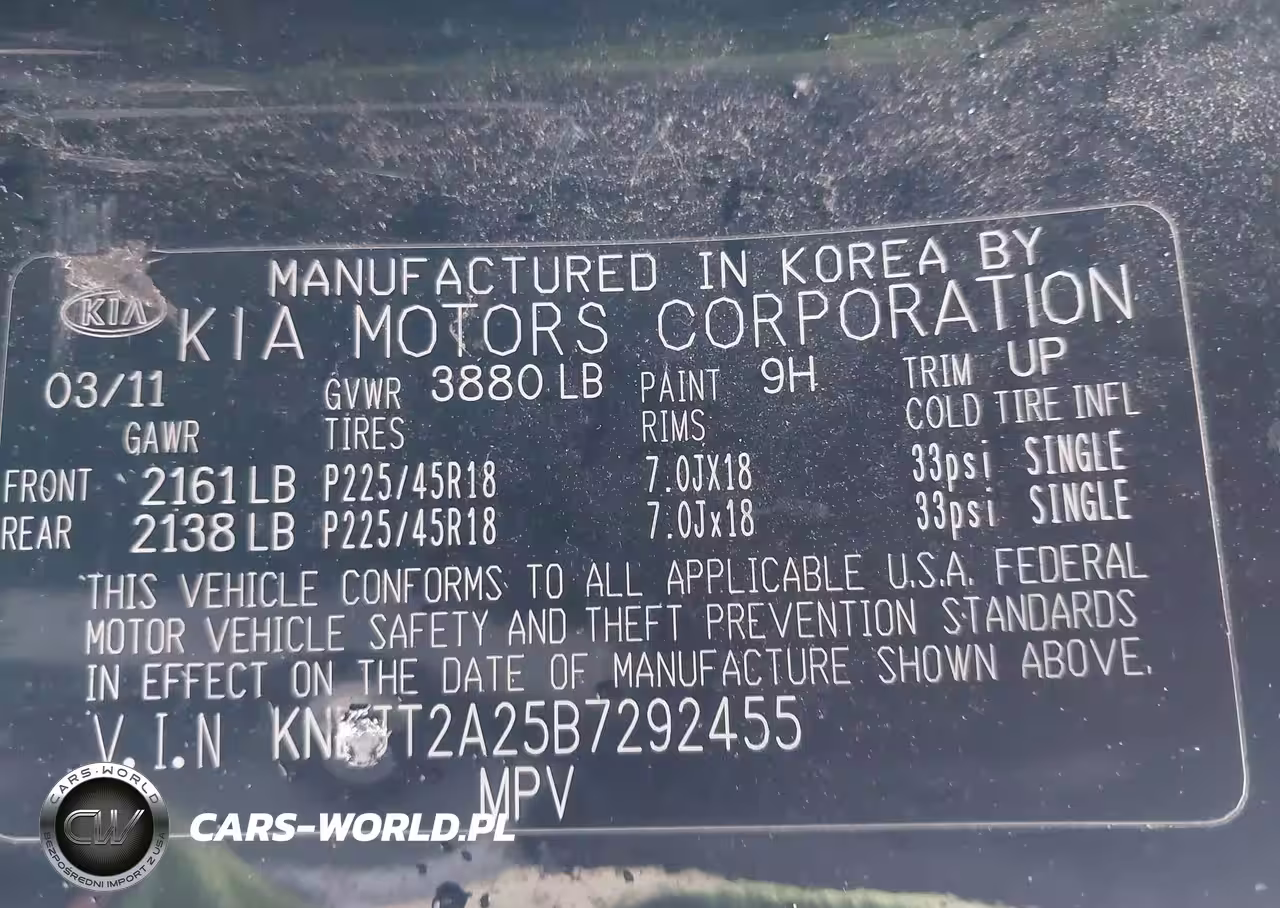 MANUFACTURED IN KOREA BY
KIA KIA MOTORS CORPORATION
03/11 GVWR 3880 LB PAINT 9H TRIM UP
GAWR TIRES RIMS COLD TIRE INFL
FRONT 2161 LB P225/45R18 7.0JX18 33psi SINGLE
REAR 2138 LB P225/45R18 7.0Jx18 33psi SINGLE
THIS VEHICLE CONFORMS TO ALL APPLICABLE U.S.A. FEDERAL
MOTOR VEHICLE SAFETY AND THEFT PREVENTION STANDARDS
IN EFFECT ON THE DATE OF MANUFACTURE SHOWN ABOVE.
V.I.N
MPV
CARS-WORLD
CW
BEZPOŚREDNI IMPORT Z USA
CARS-WORLD.PL